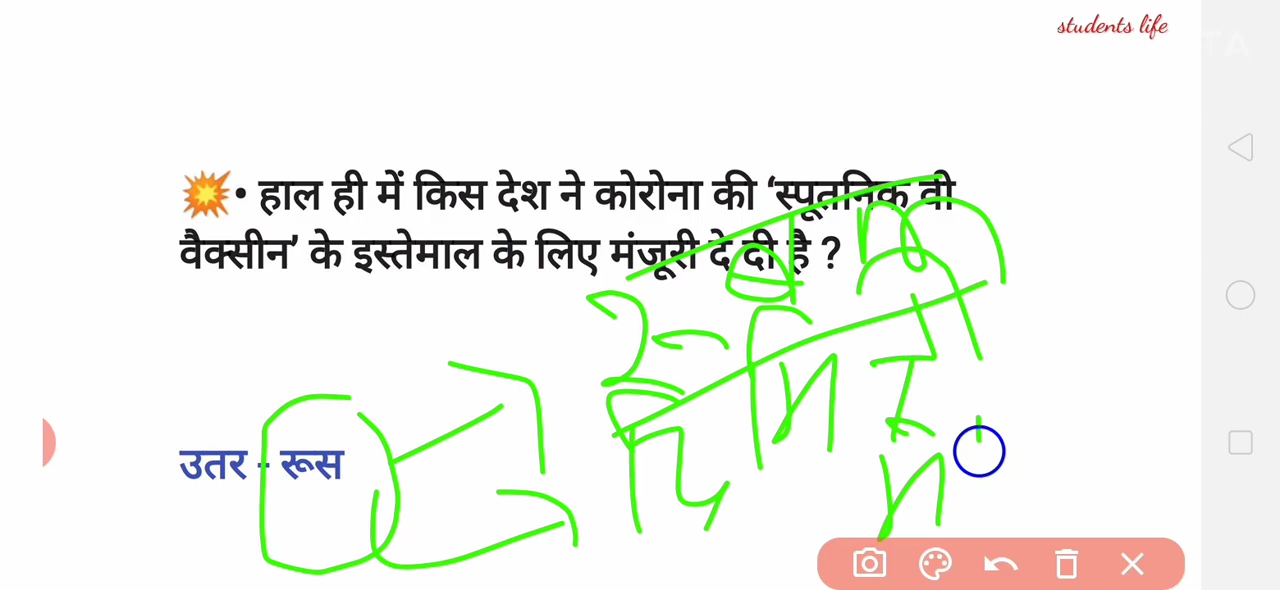 students life
💥• हाल ही में किस देश ने कोरोना की ‘स्पूतनिक वी
वैक्सीन’ के इस्तेमाल के लिए मंजूरी दे दी है ?
उतर - रूस